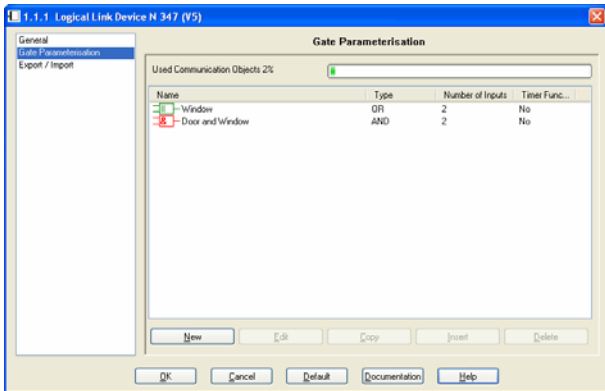 1.1.1 Logical Link Device N 347 (V5)
General
Gate Parameterisation
Export / Import
Gate Parameterisation
Used Communication Objects 2%
Name Type Number of Inputs Timer Func...
Window OR 2 No
& Door and Window AND 2 No
New Edit Copy Insert Delete
OK Cancel Default Documentation Help